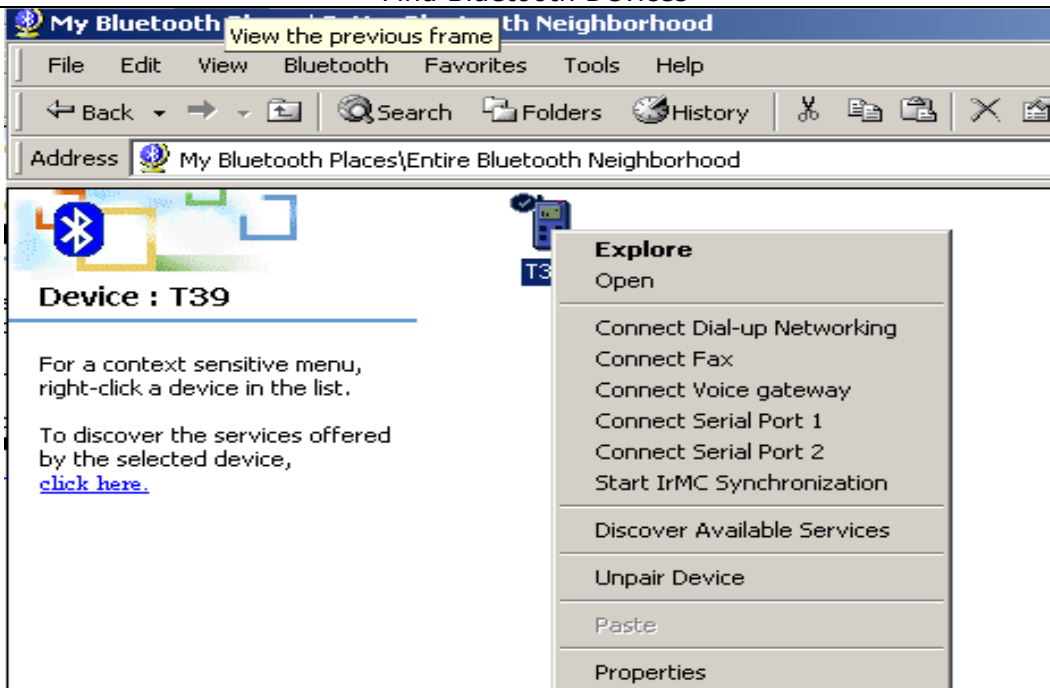 Find Bluetooth Devices
My Bluetooth
View the previous frame
th Neighborhood
File Edit View Bluetooth Favorites Tools Help
Back Search Folders History
Address My Bluetooth Places\Entire Bluetooth Neighborhood
T3
Device : T39
For a context sensitive menu,
right-click a device in the list.
To discover the services offered
by the selected device,
click here.
Explore
Open
Connect Dial-up Networking
Connect Fax
Connect Voice gateway
Connect Serial Port 1
Connect Serial Port 2
Start IrMC Synchronization
Discover Available Services
Unpair Device
Paste
Properties